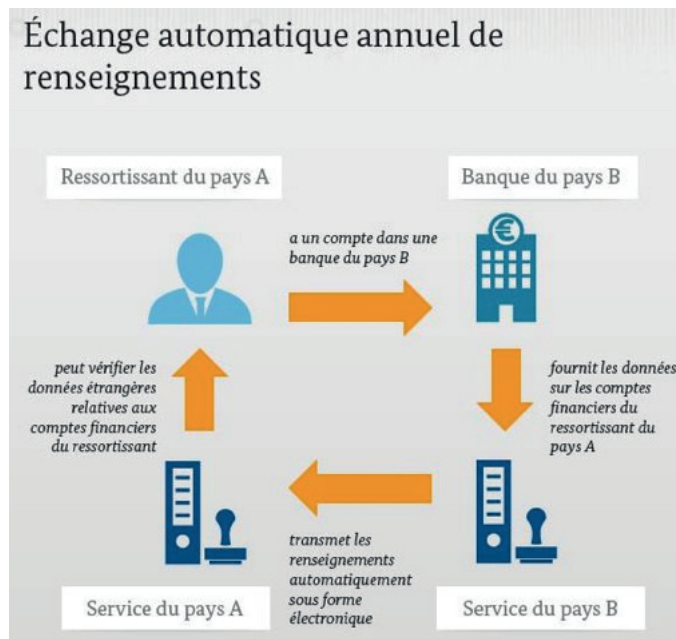 Échange automatique annuel de
renseignements
Ressortissant du pays A
Banque du pays B
a un compte dans une
banque du pays B
fournit les données
sur les comptes
financiers du
ressortissant du
pays A
transmet les
renseignements
automatiquement
sous forme
électronique
peut vérifier les
données étrangères
relatives aux
comptes financiers
du ressortissant
Service du pays A
Service du pays B